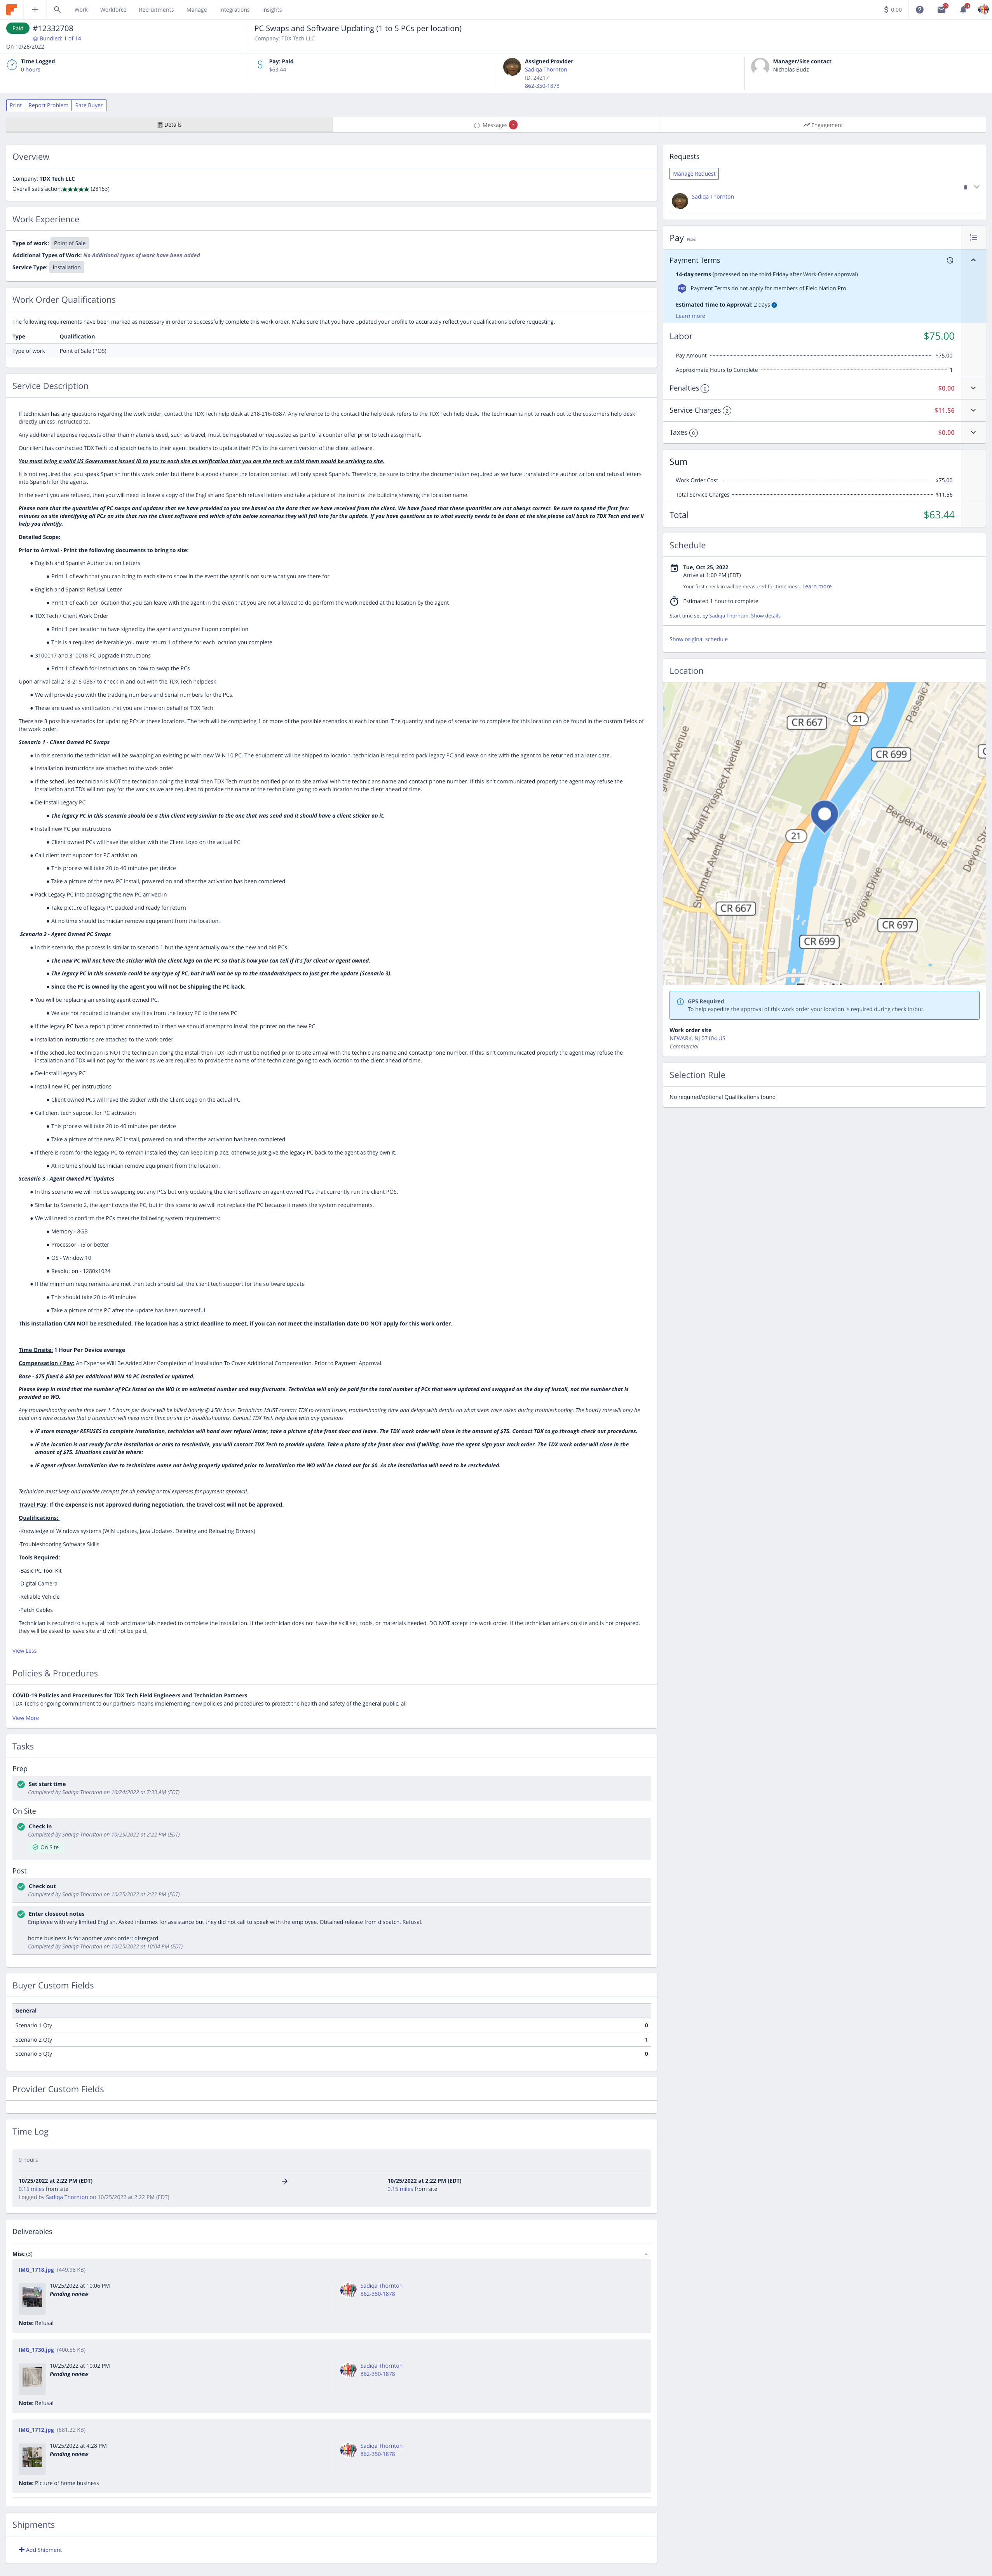 Work Workforce Recruitments Manage Integrations Insights
$ 0.00
Paid #12332708
Bundled: 1 of 14
On 10/26/2022
PC Swaps and Software Updating (1 to 5 PCs per location)
Company: TDX Tech LLC
Time Logged
0 hours
Pay: Paid
$63.44
Assigned Provider
Sadiqa Thornton
ID: 24217
862-350-1878
Manager/Site contact
Nicholas Budz
Print Report Problem Rate Buyer
Details
Messages 3
Engagement
Overview
Company: TDX Tech LLC
Overall satisfaction: ★★★★★ (28153)
Work Experience
Type of work: Point of Sale
Additional Types of Work: No Additional types of work have been added
Service Type: Installation
Work Order Qualifications
The following requirements have been marked as necessary in order to successfully complete this work order. Make sure that you have updated your profile to accurately reflect your qualifications before requesting.
Type Qualification
Type of work Point of Sale (POS)
Service Description
If technician has any questions regarding the work order, contact the TDX Tech help desk at 218-216-0387. Any reference to the contact the help desk refers to the TDX Tech help desk. The technician is not to reach out to the customers help desk
directly unless instructed to.
Any additional expense requests other than materials used, such as travel, must be negotiated or requested as part of a counter offer prior to tech assignment.
Our client has contracted TDX Tech to dispatch techs to their agent locations to update their PCs to the current version of the client software.
You must bring a valid US Government issued ID to you to each site as verification that you are the tech we told them would be arriving to site.
It is not required that you speak Spanish for this work order but there is a good chance the location contact will only speak Spanish. Therefore, be sure to bring the documentation required as we have translated the authorization and refusal letters
into Spanish for the agents.
In the event you are refused, then you will need to leave a copy of the English and Spanish refusal letters and take a picture of the front of the building showing the location name.
Please note that the quantities of PC swaps and updates that we have provided to you are based on the data that we have received from the client. We have found that these quantities are not always correct. Be sure to spend the first few
minutes on site identifying all PCs on site that run the client software and which of the below scenarios they will fall into for the update. If you have questions as to what exactly needs to be done at the site please call back to TDX Tech and we'll
help you identify.
Detailed Scope:
Prior to Arrival - Print the following documents to bring to site:
● English and Spanish Authorization Letters
● Print 1 of each that you can bring to each site to show in the event the agent is not sure what you are there for
● English and Spanish Refusal Letter
● Print 1 of each per location that you can leave with the agent in the even that you are not allowed to do perform the work needed at the location by the agent
● TDX Tech / Client Work Order
● Print 1 per location to have signed by the agent and yourself upon completion
● This is a required deliverable you must return 1 of these for each location you complete
● 3100017 and 310018 PC Upgrade Instructions
● Print 1 of each for instructions on how to swap the PCs
Upon arrival call 218-216-0387 to check in and out with the TDX Tech helpdesk.
● We will provide you with the tracking numbers and Serial numbers for the PCs.
● These are used as verification that you are three on behalf of TDX Tech.
There are 3 possible scenarios for updating PCs at these locations. The tech will be completing 1 or more of the possible scenarios at each location. The quantity and type of scenarios to complete for this location can be found in the custom fields of
the work order.
Scenario 1 - Client Owned PC Swaps
● In this scenario the technician will be swapping an existing pc with new WIN 10 PC. The equipment will be shipped to location, technician is required to pack legacy PC and leave on site with the agent to be returned at a later date.
● Installation instructions are attached to the work order
● If the scheduled technician is NOT the technician doing the install then TDX Tech must be notified prior to site arrival with the technicians name and contact phone number. If this isn't communicated properly the agent may refuse the
installation and TDX will not pay for the work as we are required to provide the name of the technicians going to each location to the client ahead of time.
● De-Install Legacy PC
● The legacy PC in this scenario should be a thin client very similar to the one that was send and it should have a client sticker on it.
● Install new PC per instructions
● Client owned PCs will have the sticker with the Client Logo on the actual PC
● Call client tech support for PC activiation
● This process will take 20 to 40 minutes per device
● Take a picture of the new PC install, powered on and after the activation has been completed
● Pack Legacy PC into packaging the new PC arrived in
● Take picture of legacy PC packed and ready for return
● At no time should technician remove equipment from the location.
Scenario 2 - Agent Owned PC Swaps
● In this scenario, the process is similar to scenario 1 but the agent actually owns the new and old PCs.
● The new PC will not have the sticker with the client logo on the PC so that is how you can tell if it's for client or agent owned.
● The legacy PC in this scenario could be any type of PC, but it will not be up to the standards/specs to just get the update (Scenario 3).
● Since the PC is owned by the agent you will not be shipping the PC back.
● You will be replacing an existing agent owned PC.
● We are not required to transfer any files from the legacy PC to the new PC
● If the legacy PC has a report printer connected to it then we should attempt to install the printer on the new PC
● Installation instructions are attached to the work order
● If the scheduled technician is NOT the technician doing the install then TDX Tech must be notified prior to site arrival with the technicians name and contact phone number. If this isn't communicated properly the agent may refuse the
installation and TDX will not pay for the work as we are required to provide the name of the technicians going to each location to the client ahead of time.
● De-Install Legacy PC
● Install new PC per instructions
● Client owned PCs will have the sticker with the Client Logo on the actual PC
● Call client tech support for PC activation
● This process will take 20 to 40 minutes per device
● Take a picture of the new PC install, powered on and after the activation has been completed
● If there is room for the legacy PC to remain installed they can keep it in place; otherwise just give the legacy PC back to the agent as they own it.
● At no time should technician remove equipment from the location.
Scenario 3 - Agent Owned PC Updates
● In this scenario we will not be swapping out any PCs but only updating the client software on agent owned PCs that currently run the client POS.
● Similar to Scenario 2, the agent owns the PC, but in this scenario we will not replace the PC because it meets the system requirements.
● We will need to confirm the PCs meet the following system requirements:
● Memory - 8GB
● Processor - i5 or better
● OS - Window 10
● Resolution - 1280x1024
● If the minimum requirements are met then tech should call the client tech support for the software update
● This should take 20 to 40 minutes
● Take a picture of the PC after the update has been successful
This installation CAN NOT be rescheduled. The location has a strict deadline to meet, if you can not meet the installation date DO NOT apply for this work order.
Time Onsite: 1 Hour Per Device average
Compensation / Pay: An Expense Will Be Added After Completion of Installation To Cover Additional Compensation. Prior to Payment Approval.
Base - $75 fixed & $50 per additional WIN 10 PC installed or updated.
Please keep in mind that the number of PCs listed on the WO is an estimated number and may fluctuate. Technician will only be paid for the total number of PCs that were updated and swapped on the day of install, not the number that is
provided on WO.
Any troubleshooting onsite time over 1.5 hours per device will be billed hourly @ $50/ hour. Technician MUST contact TDX to record issues, troubleshooting time and delays with details on what steps were taken during troubleshooting. The hourly rate will only be
paid on a rare occasion that a technician will need more time on site for troubleshooting. Contact TDX Tech help desk with any questions.
● IF store manager REFUSES to complete installation, technician will hand over refusal letter, take a picture of the front door and leave. The TDX work order will close in the amount of $75. Contact TDX to go through check out procedures.
● IF the location is not ready for the installation or asks to reschedule, you will contact TDX Tech to provide update. Take a photo of the front door and if willing, have the agent sign your work order. The TDX work order will close in the
amount of $75. Situations could be where:
● IF agent refuses installation due to technicians name not being properly updated prior to installation the WO will be closed out for $0. As the installation will need to be rescheduled.
Technician must keep and provide receipts for all parking or toll expenses for payment approval.
Travel Pay: If the expense is not approved during negotiation, the travel cost will not be approved.
Qualifications:
-Knowledge of Windows systems (WIN updates, Java Updates, Deleting and Reloading Drivers)
-Troubleshooting Software Skills
Tools Required:
-Basic PC Tool Kit
-Digital Camera
-Reliable Vehicle
-Patch Cables
Technician is required to supply all tools and materials needed to complete the installation. If the technician does not have the skill set, tools, or materials needed, DO NOT accept the work order. If the technician arrives on site and is not prepared,
they will be asked to leave site and will not be paid.
View Less
Policies & Procedures
COVID-19 Policies and Procedures for TDX Tech Field Engineers and Technician Partners
TDX Tech's ongoing commitment to our partners means implementing new policies and procedures to protect the health and safety of the general public, all
View More
Tasks
Prep
Set start time
Completed by Sadiqa Thornton on 10/24/2022 at 7:33 AM (EDT)
On Site
Check in
Completed by Sadiqa Thornton on 10/25/2022 at 2:22 PM (EDT)
On Site
Post
Check out
Completed by Sadiqa Thornton on 10/25/2022 at 2:22 PM (EDT)
Enter closeout notes
Employee with very limited English. Asked intermex for assistance but they did not call to speak with the employee. Obtained release from dispatch. Refusal.
home business is for another work order: disregard
Completed by Sadiqa Thornton on 10/25/2022 at 10:04 PM (EDT)
Buyer Custom Fields
General
Scenario 1 Qty 0
Scenario 2 Qty 1
Scenario 3 Qty 0
Provider Custom Fields
Time Log
0 hours
10/25/2022 at 2:22 PM (EDT) → 10/25/2022 at 2:22 PM (EDT)
0.15 miles from site 0.15 miles from site
Logged by Sadiqa Thornton on 10/25/2022 at 2:22 PM (EDT)
Deliverables
Misc (3)
IMG_1718.jpg (449.98 KB)
10/25/2022 at 10:06 PM
Pending review
Sadiqa Thornton
862-350-1878
Note: Refusal
IMG_1730.jpg (400.56 KB)
10/25/2022 at 10:02 PM
Pending review
Sadiqa Thornton
862-350-1878
Note: Refusal
IMG_1712.jpg (681.22 KB)
10/25/2022 at 4:28 PM
Pending review
Sadiqa Thornton
862-350-1878
Note: Picture of home business
Shipments
+ Add Shipment
Requests
Manage Request
Sadiqa Thornton
Pay Fixed
Payment Terms
14-day terms (processed on the third Friday after Work Order approval)
PRO Payment Terms do not apply for members of Field Nation Pro
Estimated Time to Approval: 2 days
Learn more
Labor $75.00
Pay Amount $75.00
Approximate Hours to Complete 1
Penalties 0 $0.00
Service Charges 2 $11.56
Taxes 0 $0.00
Sum
Work Order Cost $75.00
Total Service Charges $11.56
Total $63.44
Schedule
Tue, Oct 25, 2022
Arrive at 1:00 PM (EDT)
Your first check in will be measured for timeliness. Learn more
Estimated 1 hour to complete
Start time set by Sadiqa Thornton. Show details
Show original schedule
Location
CR 667
21
Passaic
CR 699
Mount Prospect Avenue
Bergen Avenue
21
Summer Avenue
Devon St
Belgrove Drive
CR 667
CR 697
CR 699
GPS Required
To help expedite the approval of this work order your location is required during check in/out.
Work order site
NEWARK, NJ 07104 US
Commercial
Selection Rule
No required/optional Qualifications found